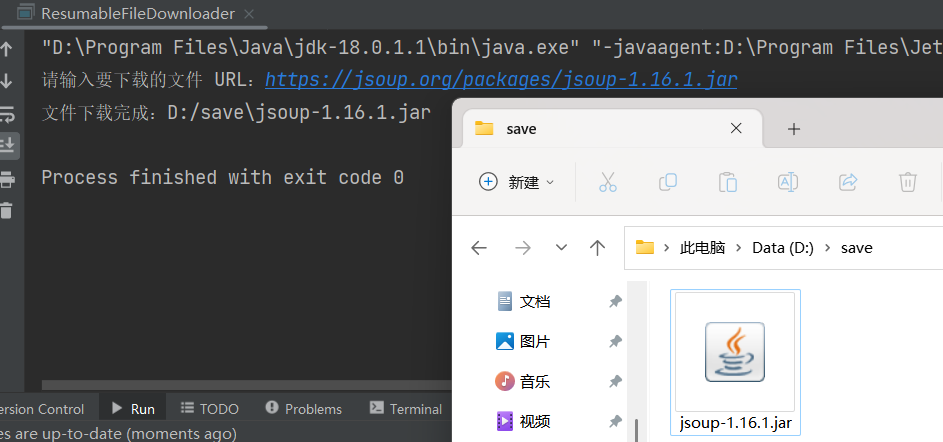 ResumableFileDownloader
"D:\Program Files\Java\jdk-18.0.1.1\bin\java.exe" "-javaagent:D:\Program Files\Jet
请输入要下载的文件 URL：https://jsoup.org/packages/jsoup-1.16.1.jar
文件下载完成：D:/save\jsoup-1.16.1.jar
Process finished with exit code 0
save
新建
此电脑 Data (D:) save
文档
图片
音乐
视频
jsoup-1.16.1.jar
ersion Control Run TODO Problems Terminal
es are up-to-date (moments ago)